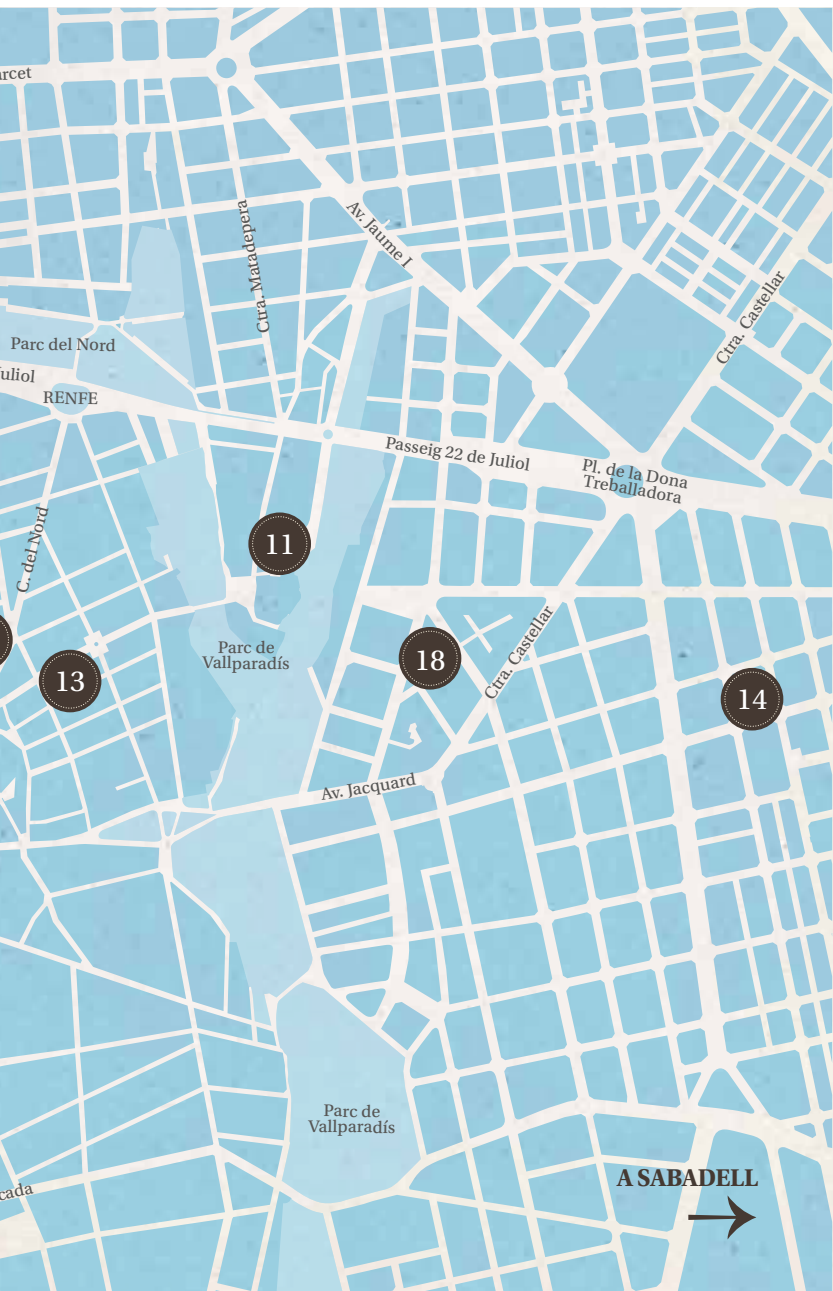 arcet
Ctra. Matadepera
Av. Jaume I
Ctra. Castellar
Parc del Nord
Juliol
RENFE
Passeig 22 de Juliol
Pl. de la Dona
Treballadora
C. del Nord
11
Parc de
Vallparadís
13
18
Ctra. Castellar
14
Av. Jacquard
Parc de
Vallparadís
A SABADELL
cada